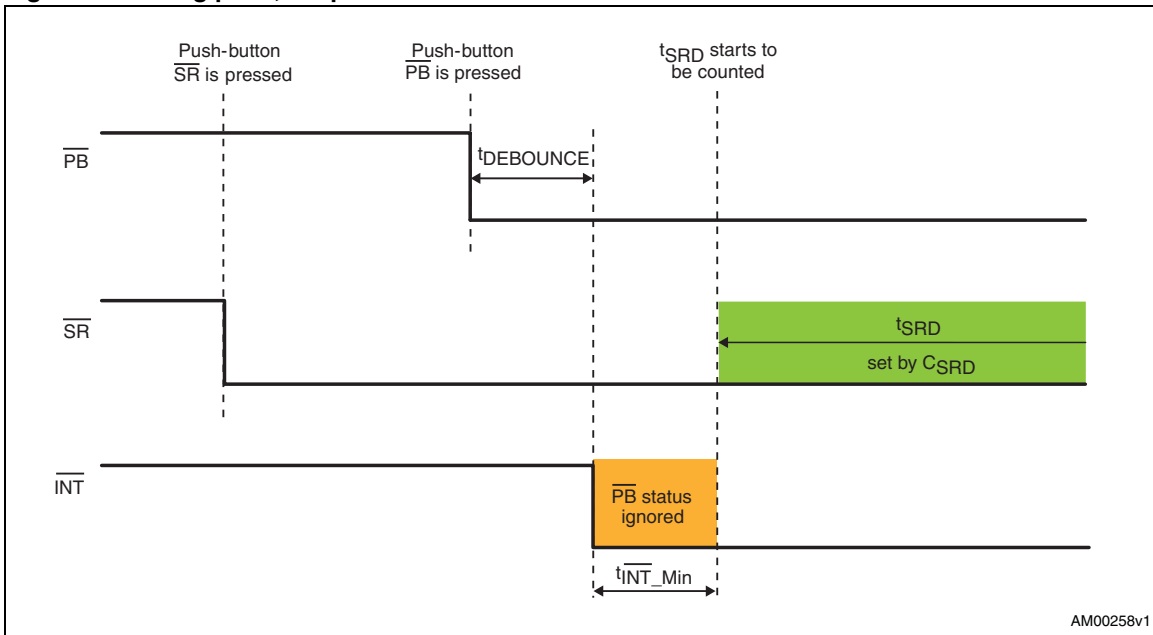 Push-button
SR is pressed
Push-button
PB is pressed
tSRD starts to
be counted
PB
tDEBOUNCE
SR
tSRD
set by CSRD
INT
PB status
ignored
tINT_Min
AM00258v1